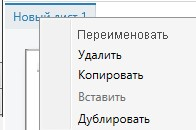 Новый лист 1
Переименовать
Удалить
Копировать
Вставить
Дублировать